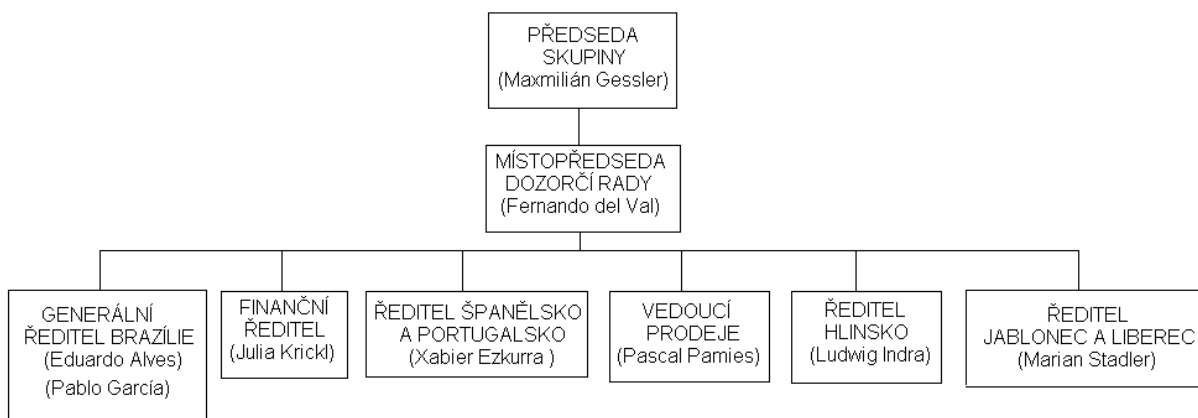 PŘEDSEDA
SKUPINY
(Maxmilián Gessler)
MÍSTOPŘEDSEDA
DOZORČÍ RADY
(Fernando del Val)
GENERÁLNÍ
ŘEDITEL BRAZÍLIE
(Eduardo Alves)
(Pablo García)
FINANČNÍ
ŘEDITEL
(Julia Krickl)
ŘEDITEL ŠPANĚLSKO
A PORTUGALSKO
(Xabier Ezkurra )
VEDOUCÍ
PRODEJE
(Pascal Pamies)
ŘEDITEL
HLINSKO
(Ludwig Indra)
ŘEDITEL
JABLONEC A LIBEREC
(Marian Stadler)